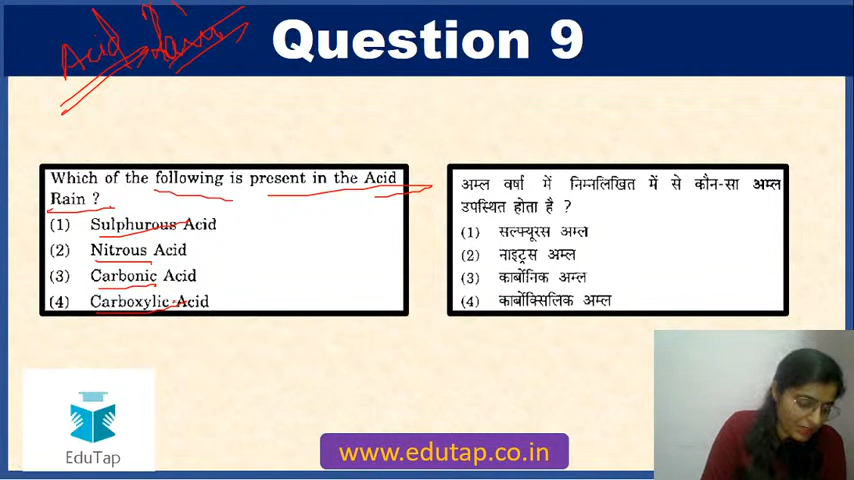 Acid Rain
Question 9
Which of the following is present in the Acid
Rain ?
(1) Sulphurous Acid
(2) Nitrous Acid
(3) Carbonic Acid
(4) Carboxylic Acid
अम्ल वर्षा में निम्नलिखित में से कौन-सा अम्ल
उपस्थित होता है ?
(1) सल्फ्यूरस अम्ल
(2) नाइट्रस अम्ल
(3) कार्बोनिक अम्ल
(4) कार्बोक्सिलिक अम्ल
EduTap
www.edutap.co.in